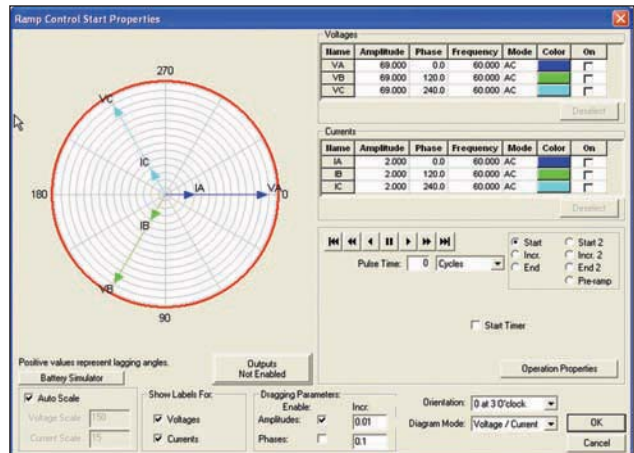 Ramp Control Start Properties
270
VC
IC
180
IA
VA
0
IB
VB
90
Positive values represent lagging angles.
Battery Simulator
Outputs
Not Enabled
Voltages
Name Amplitude Phase Frequency Mode Color On
VA 69.000 0.0 60.000 AC
VB 69.000 120.0 60.000 AC
VC 69.000 240.0 60.000 AC
Deselect
Currents
Name Amplitude Phase Frequency Mode Color On
IA 2.000 0.0 60.000 AC
IB 2.000 120.0 60.000 AC
IC 2.000 240.0 60.000 AC
Deselect
Pulse Time: 0 Cycles
Start Start 2
Incr. Incr. 2
End End 2
Pre-ramp
Start Timer
Operation Properties
Auto Scale
Voltage Scale: 150
Current Scale: 15
Show Labels For:
Voltages
Currents
Dragging Parameters:
Enable: Incr.
Amplitudes: 0.01
Phases: 0.1
Orientation: 0 at 3 O'clock
Diagram Mode: Voltage / Current
OK
Cancel